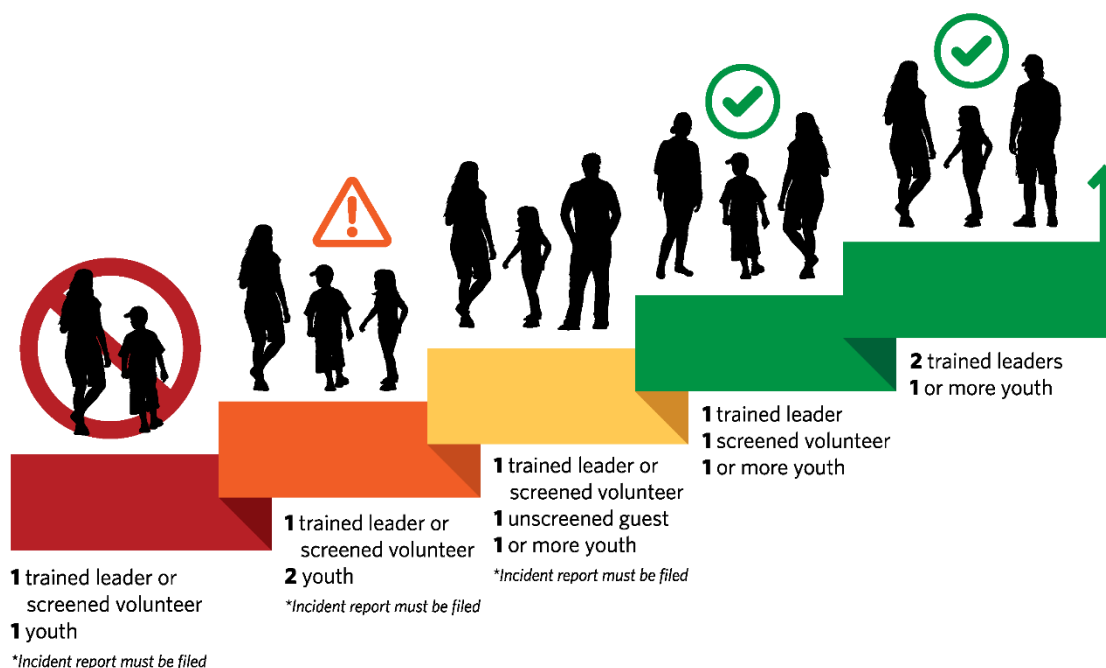 1 trained leader or
screened volunteer
1 youth
*Incident report must be filed
1 trained leader or
screened volunteer
2 youth
*Incident report must be filed
1 trained leader or
screened volunteer
1 unscreened guest
1 or more youth
*Incident report must be filed
1 trained leader
1 screened volunteer
1 or more youth
2 trained leaders
1 or more youth